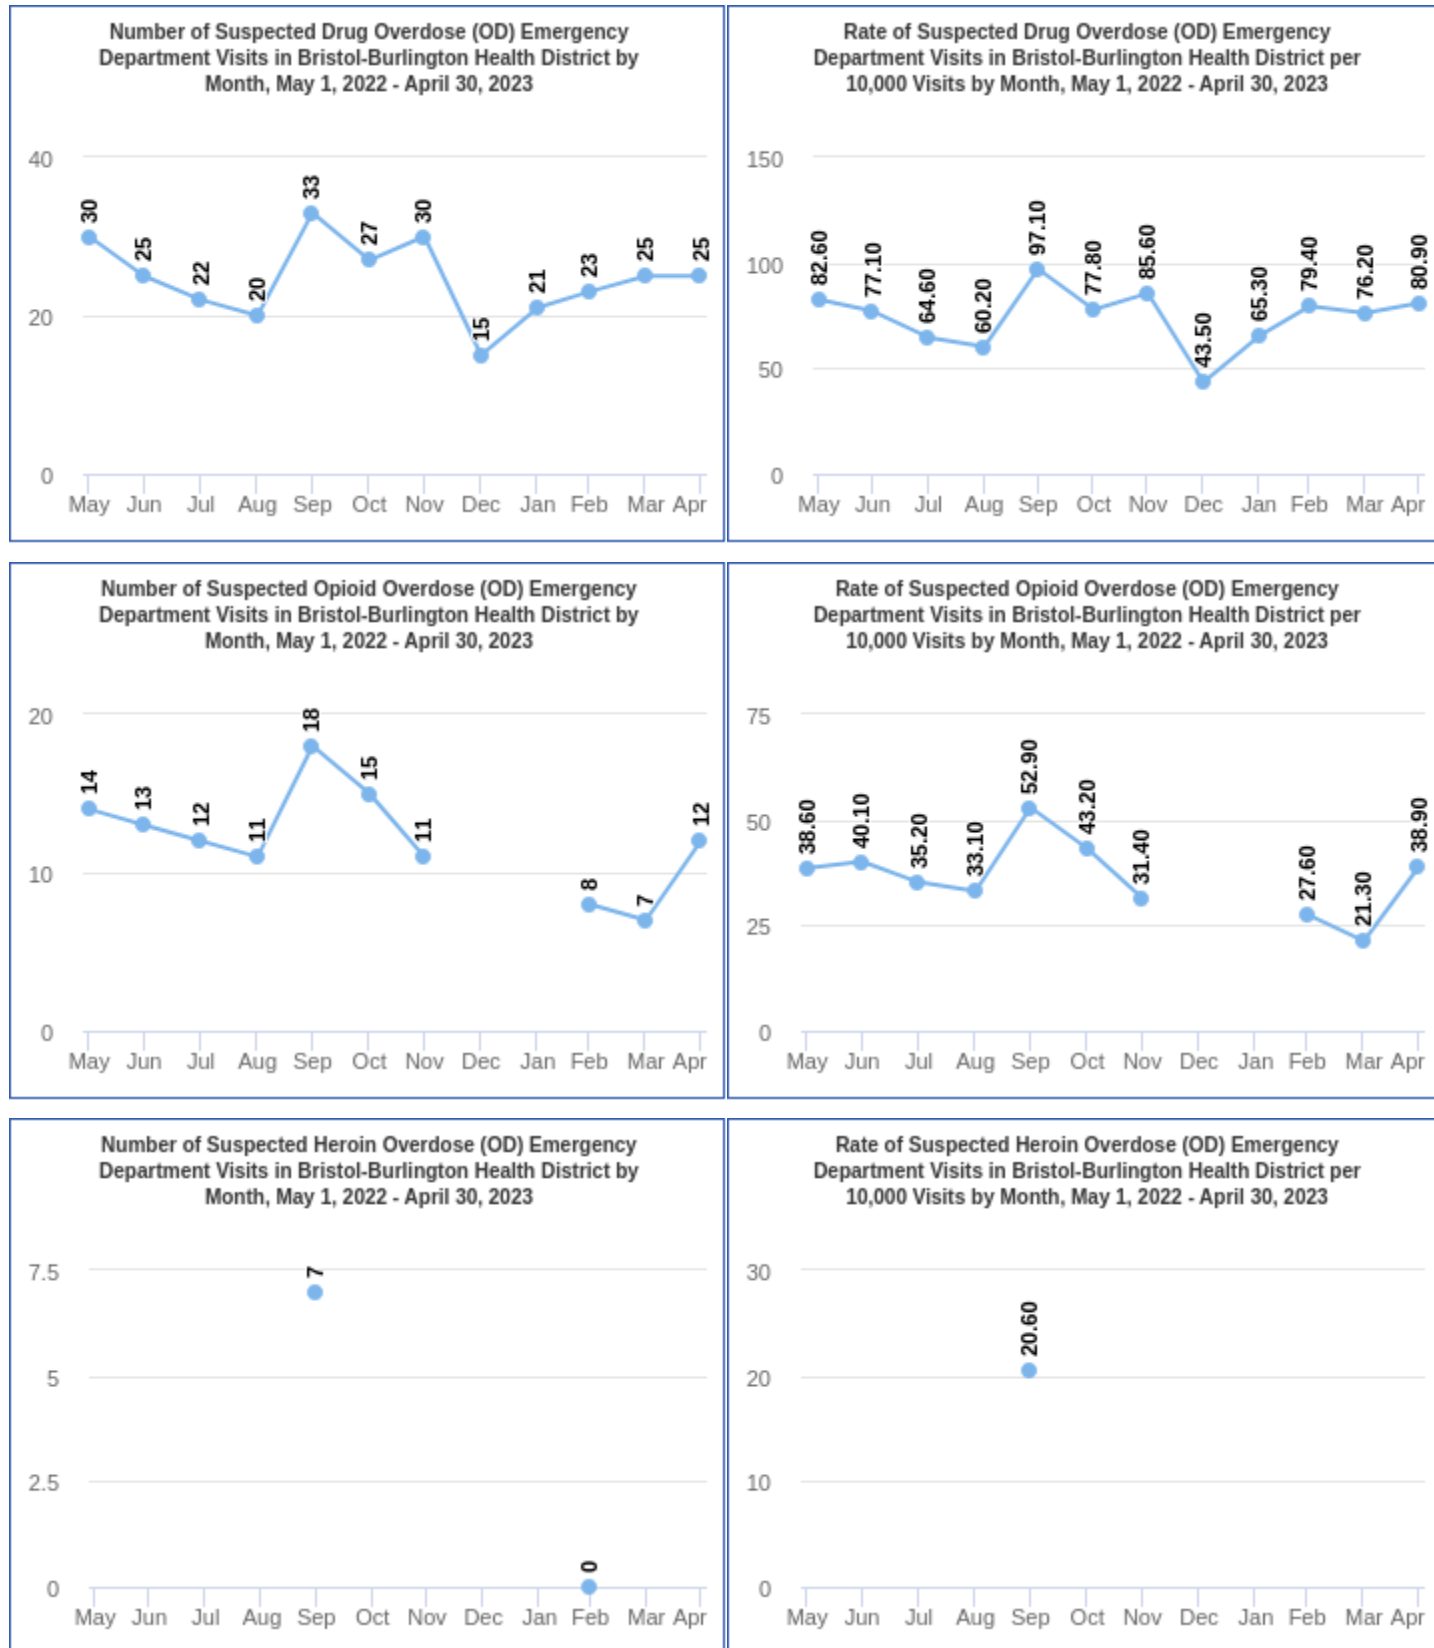 Number of Suspected Drug Overdose (OD) Emergency
Department Visits in Bristol-Burlington Health District by
Month, May 1, 2022 - April 30, 2023
40
20
0
30
25
22
20
33
27
30
15
21
23
25
25
May Jun Jul Aug Sep Oct Nov Dec Jan Feb Mar Apr
Rate of Suspected Drug Overdose (OD) Emergency
Department Visits in Bristol-Burlington Health District per
10,000 Visits by Month, May 1, 2022 - April 30, 2023
150
100
50
0
82.60
77.10
64.60
60.20
97.10
77.80
85.60
43.50
65.30
79.40
76.20
80.90
May Jun Jul Aug Sep Oct Nov Dec Jan Feb Mar Apr
Number of Suspected Opioid Overdose (OD) Emergency
Department Visits in Bristol-Burlington Health District by
Month, May 1, 2022 - April 30, 2023
20
10
0
14
13
12
11
18
15
11
8
7
12
May Jun Jul Aug Sep Oct Nov Dec Jan Feb Mar Apr
Rate of Suspected Opioid Overdose (OD) Emergency
Department Visits in Bristol-Burlington Health District per
10,000 Visits by Month, May 1, 2022 - April 30, 2023
75
50
25
0
38.60
40.10
35.20
33.10
52.90
43.20
31.40
27.60
21.30
38.90
May Jun Jul Aug Sep Oct Nov Dec Jan Feb Mar Apr
Number of Suspected Heroin Overdose (OD) Emergency
Department Visits in Bristol-Burlington Health District by
Month, May 1, 2022 - April 30, 2023
7.5
5
2.5
0
7
0
May Jun Jul Aug Sep Oct Nov Dec Jan Feb Mar Apr
Rate of Suspected Heroin Overdose (OD) Emergency
Department Visits in Bristol-Burlington Health District per
10,000 Visits by Month, May 1, 2022 - April 30, 2023
30
20
10
0
20.60
May Jun Jul Aug Sep Oct Nov Dec Jan Feb Mar Apr